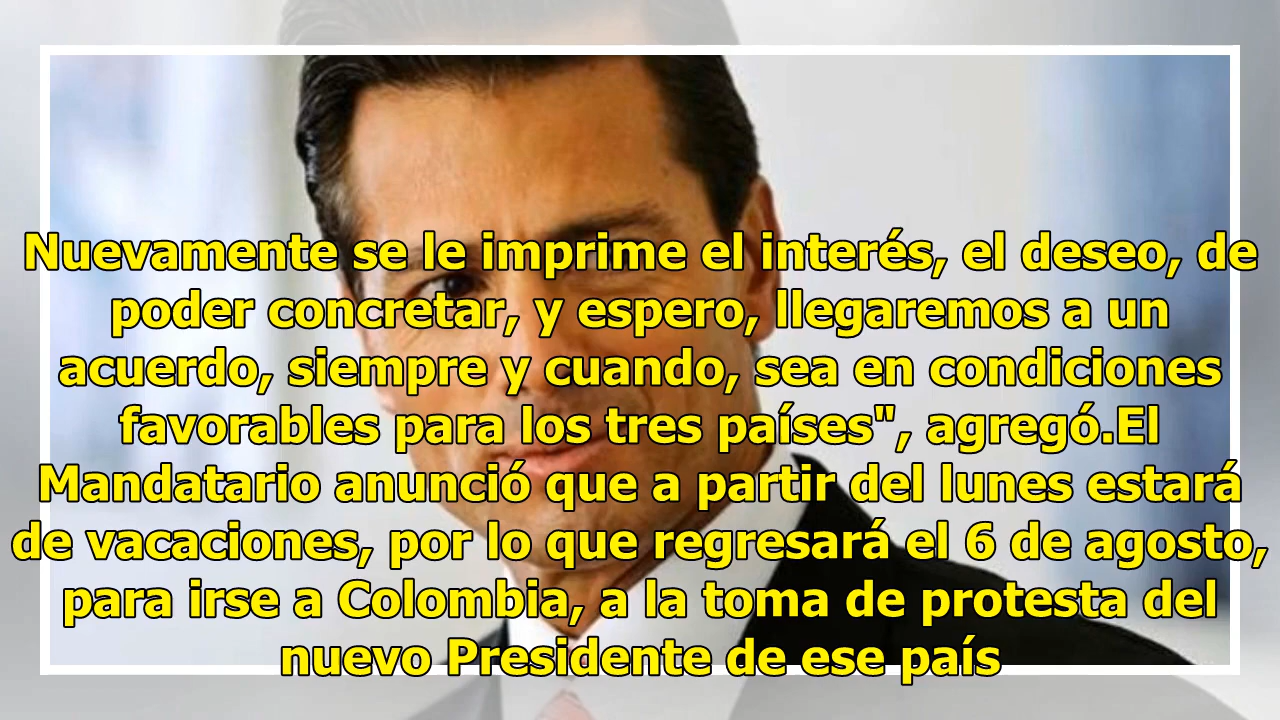 Nuevamente se le imprime el interés, el deseo, de
poder concretar, y espero, llegaremos a un
acuerdo, siempre y cuando, sea en condiciones
favorables para los tres países", agregó.El
Mandatario anunció que a partir del lunes estará
de vacaciones, por lo que regresará el 6 de agosto,
para irse a Colombia, a la toma de protesta del
nuevo Presidente de ese país